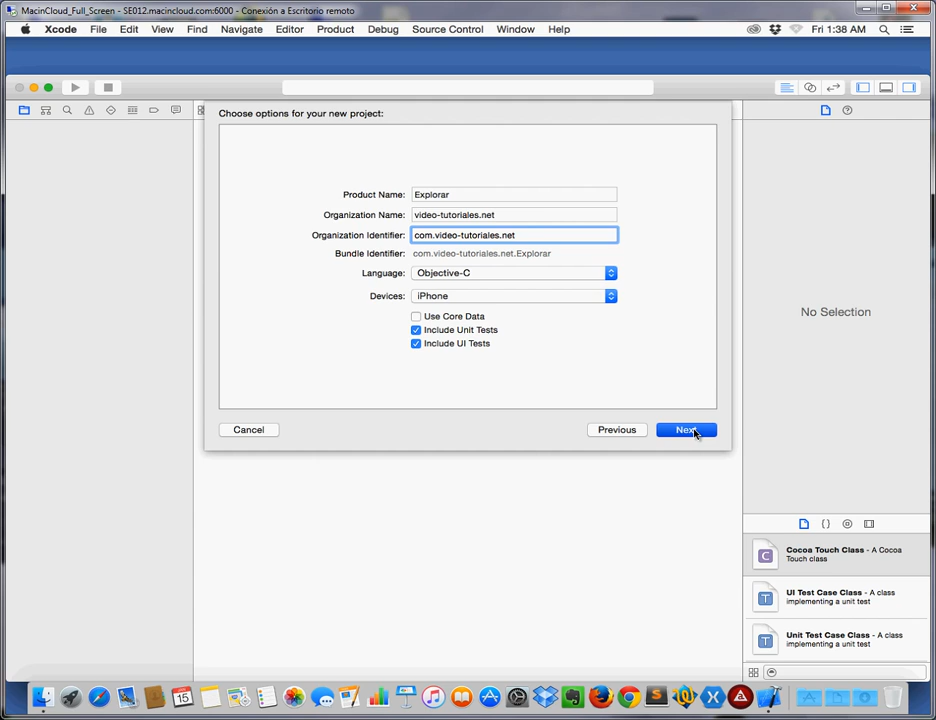 MacinCloud_Full_Screen - SE012.macincloud.com:6000 - Conexión a Escritorio remoto
Xcode File Edit View Find Navigate Editor Product Debug Source Control Window Help Fri 1:38 AM
Choose options for your new project:
Product Name: Explorar
Organization Name: video-tutoriales.net
Organization Identifier: com.video-tutoriales.net
Bundle Identifier: com.video-tutoriales.net.Explorar
Language: Objective-C
Devices: iPhone
Use Core Data
Include Unit Tests
Include UI Tests
Cancel Previous Next
No Selection
C Cocoa Touch Class - A Cocoa
Touch class
T UI Test Case Class - A class
implementing a unit test
T Unit Test Case Class - A class
implementing a unit test
15